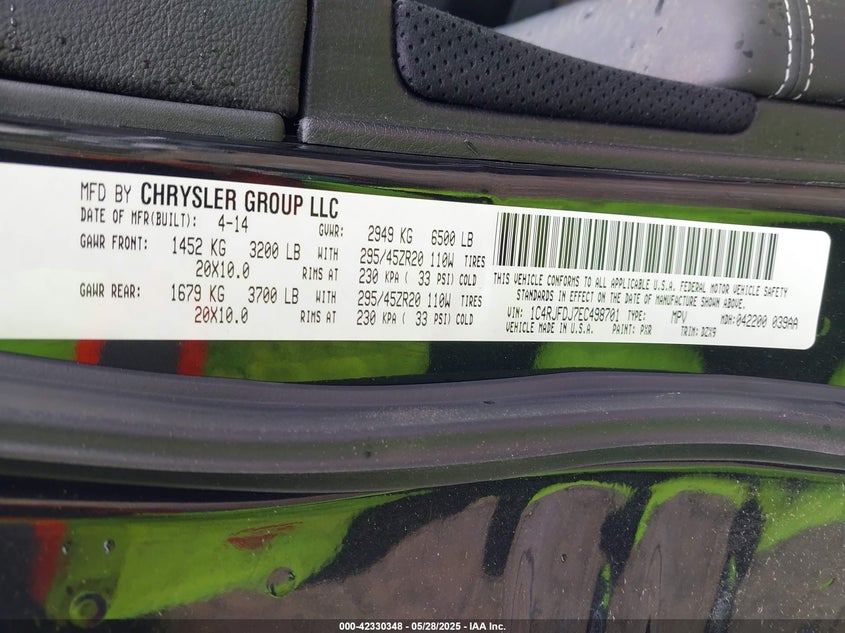 MFD BY CHRYSLER GROUP LLC
DATE OF MFR(BUILT): 4-14 GVWR: 2949 KG 6500 LB
GAWR FRONT: 1452 KG 3200 LB WITH 295/45ZR20 110W TIRES
20X10.0 RIMS AT 230 KPA ( 33 PSI) COLD
GAWR REAR: 1679 KG 3700 LB WITH 295/45ZR20 110W TIRES
20X10.0 RIMS AT 230 KPA ( 33 PSI) COLD
THIS VEHICLE CONFORMS TO ALL APPLICABLE U.S.A. FEDERAL MOTOR VEHICLE SAFETY
STANDARDS IN EFFECT ON THE DATE OF MANUFACTURE SHOWN ABOVE.
VIN: 1C4RJFDJ7EC498701 TYPE: MPV MDH: 042200 039AA
VEHICLE MADE IN U.S.A. PAINT: PXR TRIM: DZX9
000-42330348 — 05/28/2025 — IAA Inc.